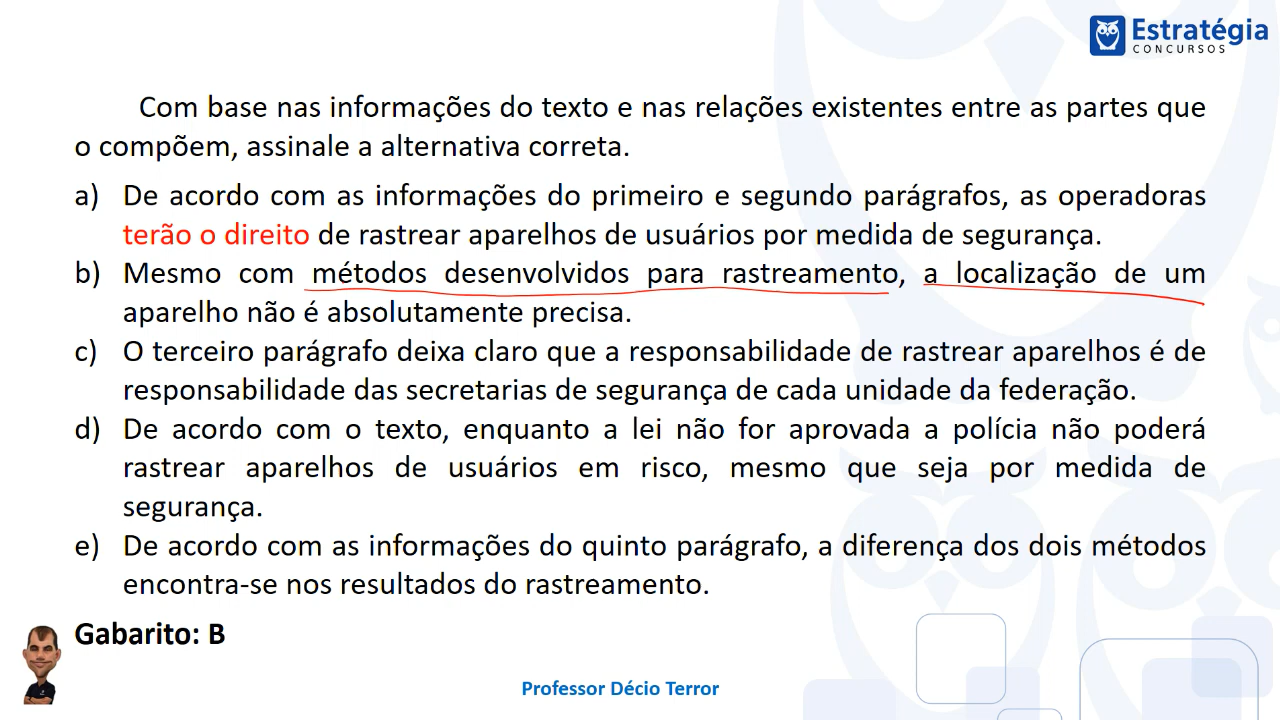 Estratégia
CONCURSOS
Com base nas informações do texto e nas relações existentes entre as partes que
o compõem, assinale a alternativa correta.
a) De acordo com as informações do primeiro e segundo parágrafos, as operadoras
terão o direito de rastrear aparelhos de usuários por medida de segurança.
b) Mesmo com métodos desenvolvidos para rastreamento, a localização de um
aparelho não é absolutamente precisa.
c) O terceiro parágrafo deixa claro que a responsabilidade de rastrear aparelhos é de
responsabilidade das secretarias de segurança de cada unidade da federação.
d) De acordo com o texto, enquanto a lei não for aprovada a polícia não poderá
rastrear aparelhos de usuários em risco, mesmo que seja por medida de
segurança.
e) De acordo com as informações do quinto parágrafo, a diferença dos dois métodos
encontra-se nos resultados do rastreamento.
Gabarito: B
Professor Décio Terror